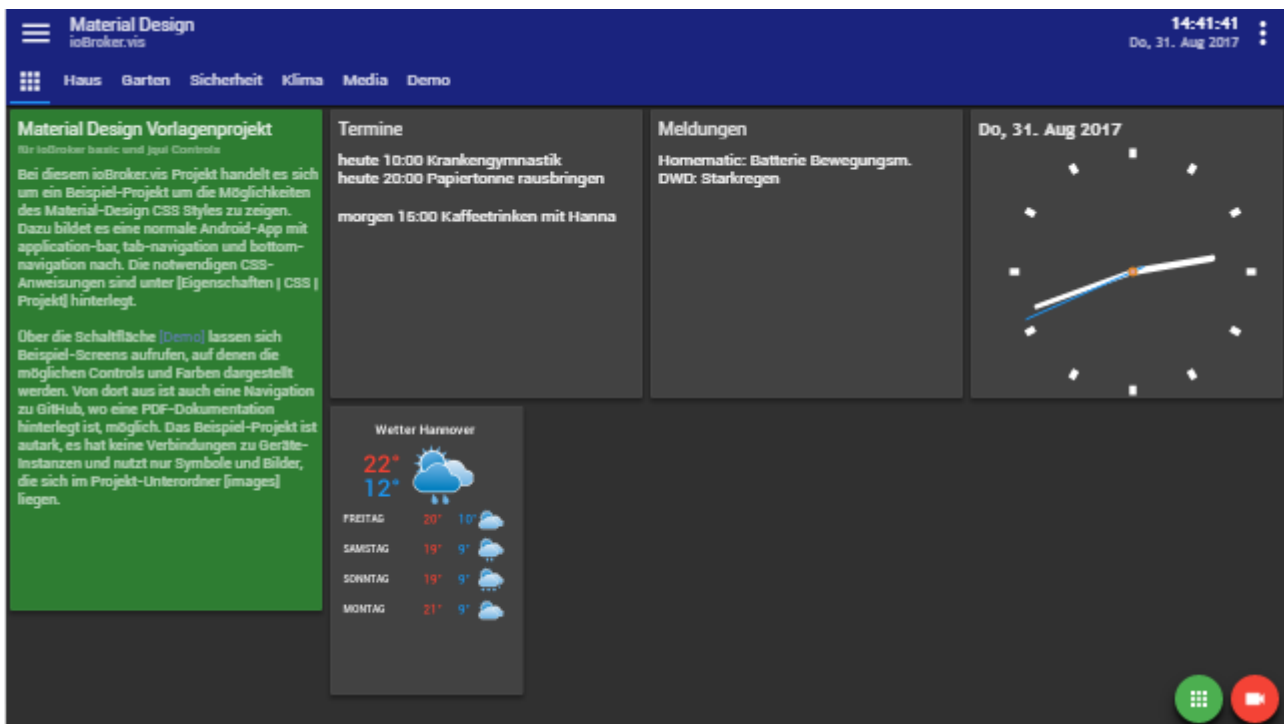 Material Design
ioBroker.vis
14:41:41
Do, 31. Aug 2017
Haus Garten Sicherheit Klima Media Demo
Material Design Vorlagenprojekt
für ioBroker basic und jqui Controls
Bei diesem ioBroker.vis Projekt handelt es sich
um ein Beispiel-Projekt um die Möglichkeiten
des Material-Design CSS Styles zu zeigen.
Dazu bildet es eine normale Android-App mit
application-bar, tab-navigation und bottom-
navigation nach. Die notwendigen CSS-
Anweisungen sind unter [Eigenschaften | CSS |
Projekt] hinterlegt.
Über die Schaltfläche [Demo] lassen sich
Beispiel-Screens aufrufen, auf denen die
möglichen Controls und Farben dargestellt
werden. Von dort aus ist auch eine Navigation
zu GitHub, wo eine PDF-Dokumentation
hinterlegt ist, möglich. Das Beispiel-Projekt ist
autark, es hat keine Verbindungen zu Geräte-
Instanzen und nutzt nur Symbole und Bilder,
die sich im Projekt-Unterordner [images]
liegen.
Termine
heute 10:00 Krankengymnastik
heute 20:00 Papiertonne rausbringen
morgen 15:00 Kaffeetrinken mit Hanna
Meldungen
Homematic: Batterie Bewegungsm.
DWD: Starkregen
Do, 31. Aug 2017
Wetter Hannover
22°
12°
FREITAG 20° 10°
SAMSTAG 19° 9°
SONNTAG 19° 9°
MONTAG 21° 9°